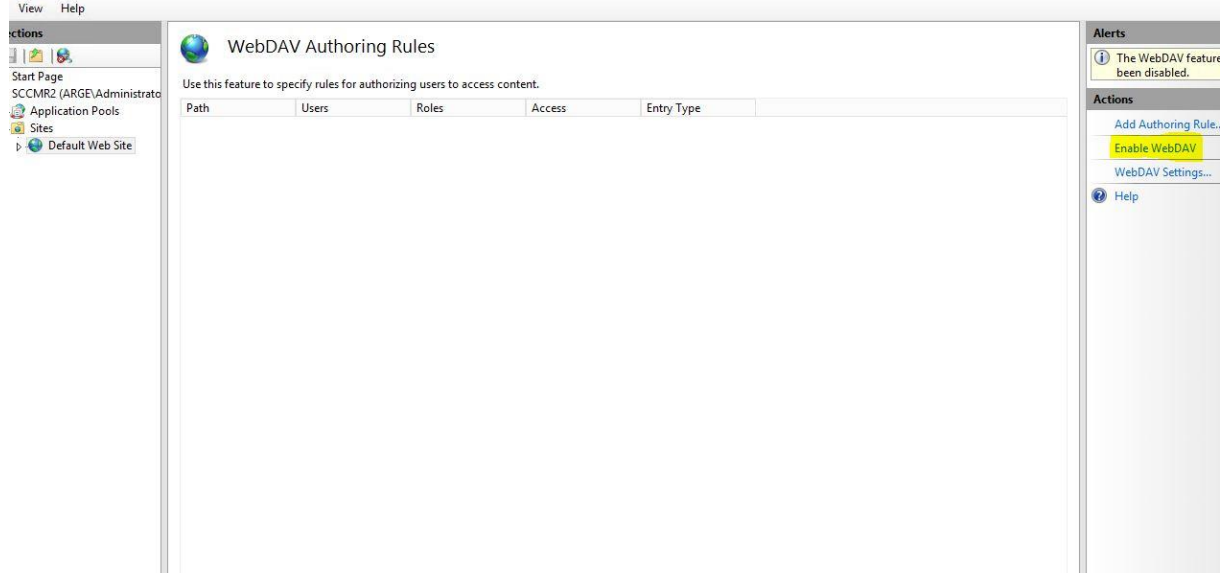 View Help
ctions
Start Page
SCCMR2 (ARGE\Administrato
Application Pools
Sites
Default Web Site
WebDAV Authoring Rules
Use this feature to specify rules for authorizing users to access content.
Path Users Roles Access Entry Type
Alerts
The WebDAV feature
been disabled.
Actions
Add Authoring Rule..
Enable WebDAV
WebDAV Settings...
Help